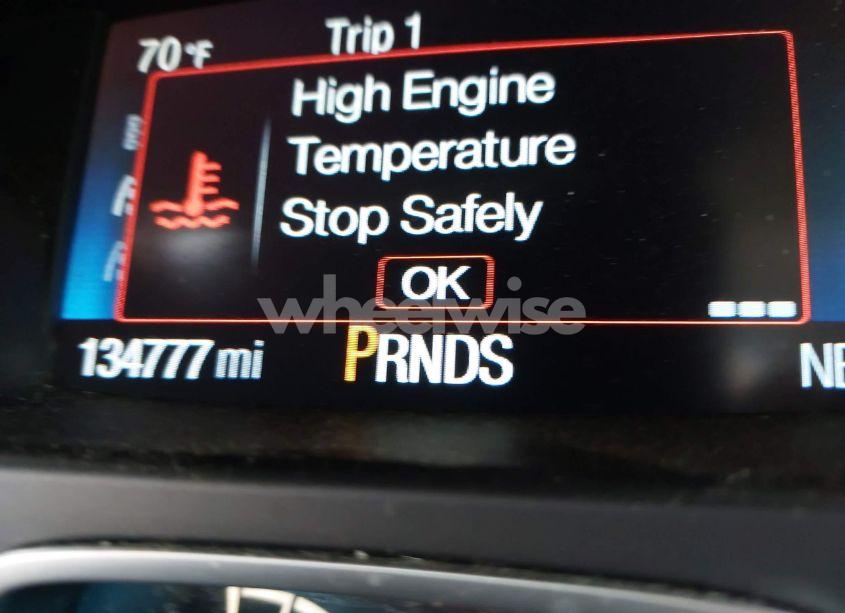 70 °F Trip 1
High Engine
Temperature
Stop Safely
OK
wheelwise
134777 mi PRNDS